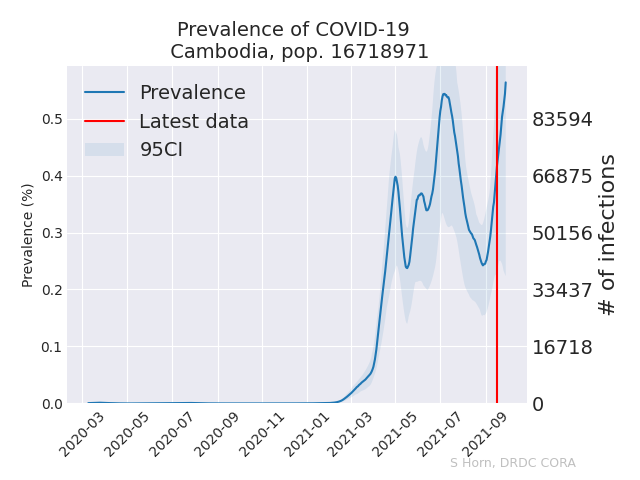 Prevalence of COVID-19
Cambodia, pop. 16718971
Prevalence
Latest data
95CI
Prevalence (%)
0.5
0.4
0.3
0.2
0.1
0.0
83594
66875
50156
33437
16718
0
# of infections
2020-03
2020-05
2020-07
2020-09
2020-11
2021-01
2021-03
2021-05
2021-07
2021-09
S Horn, DRDC CORA